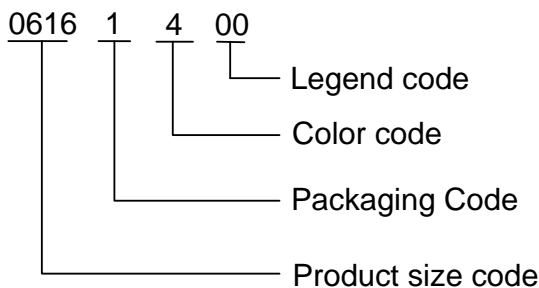 0616 1 4 00
Legend code
Color code
Packaging Code
Product size code